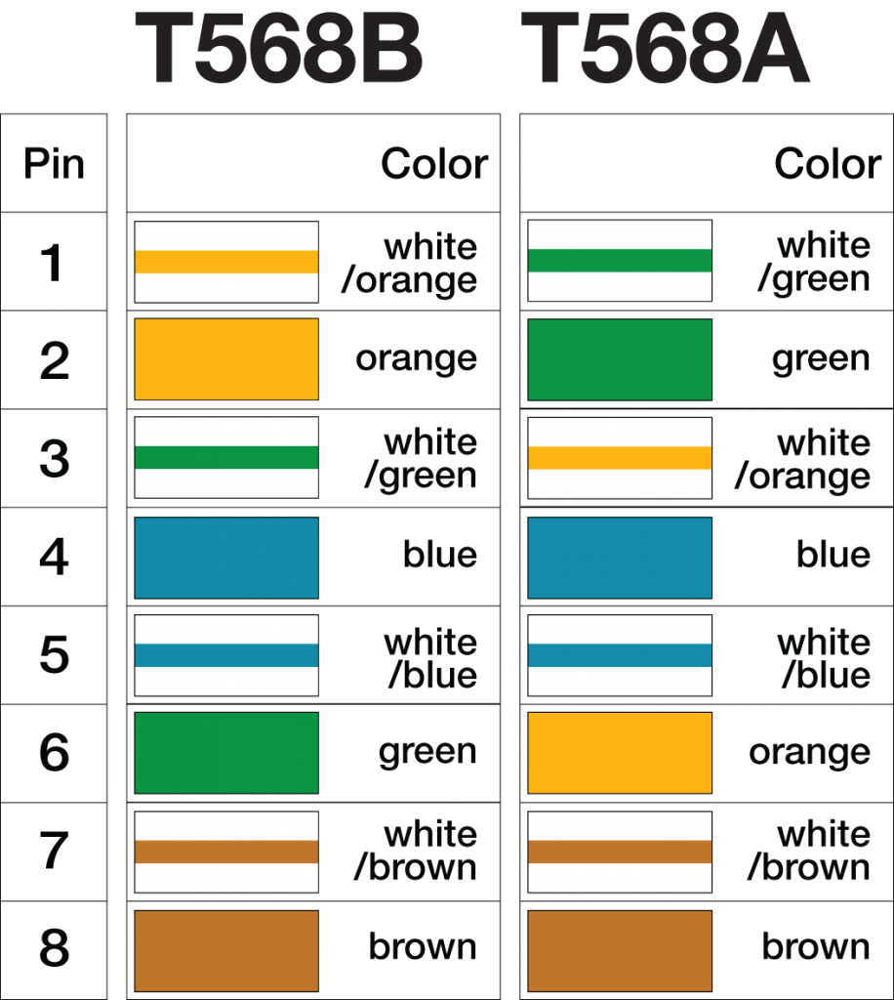 T568B T568A
Pin Color Color
1 white white
/orange /green
2 orange green
3 white white
/green /orange
4 blue blue
5 white white
/blue /blue
6 green orange
7 white white
/brown /brown
8 brown brown